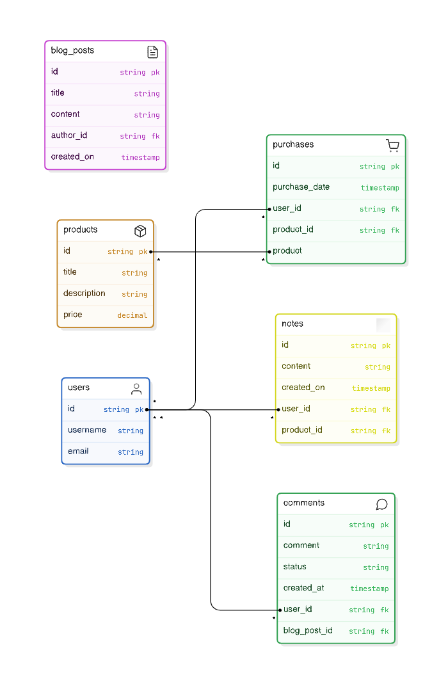 blog_posts
id string pk
title string
content string
author_id string fk
created_on timestamp
purchases
id string pk
purchase_date timestamp
user_id string fk
product_id string fk
product
products
id string pk
title string
description string
price decimal
notes
id string pk
content string
created_on timestamp
user_id string fk
product_id string fk
users
id string pk
username string
email string
comments
id string pk
comment string
status string
created_at timestamp
user_id string fk
blog_post_id string fk